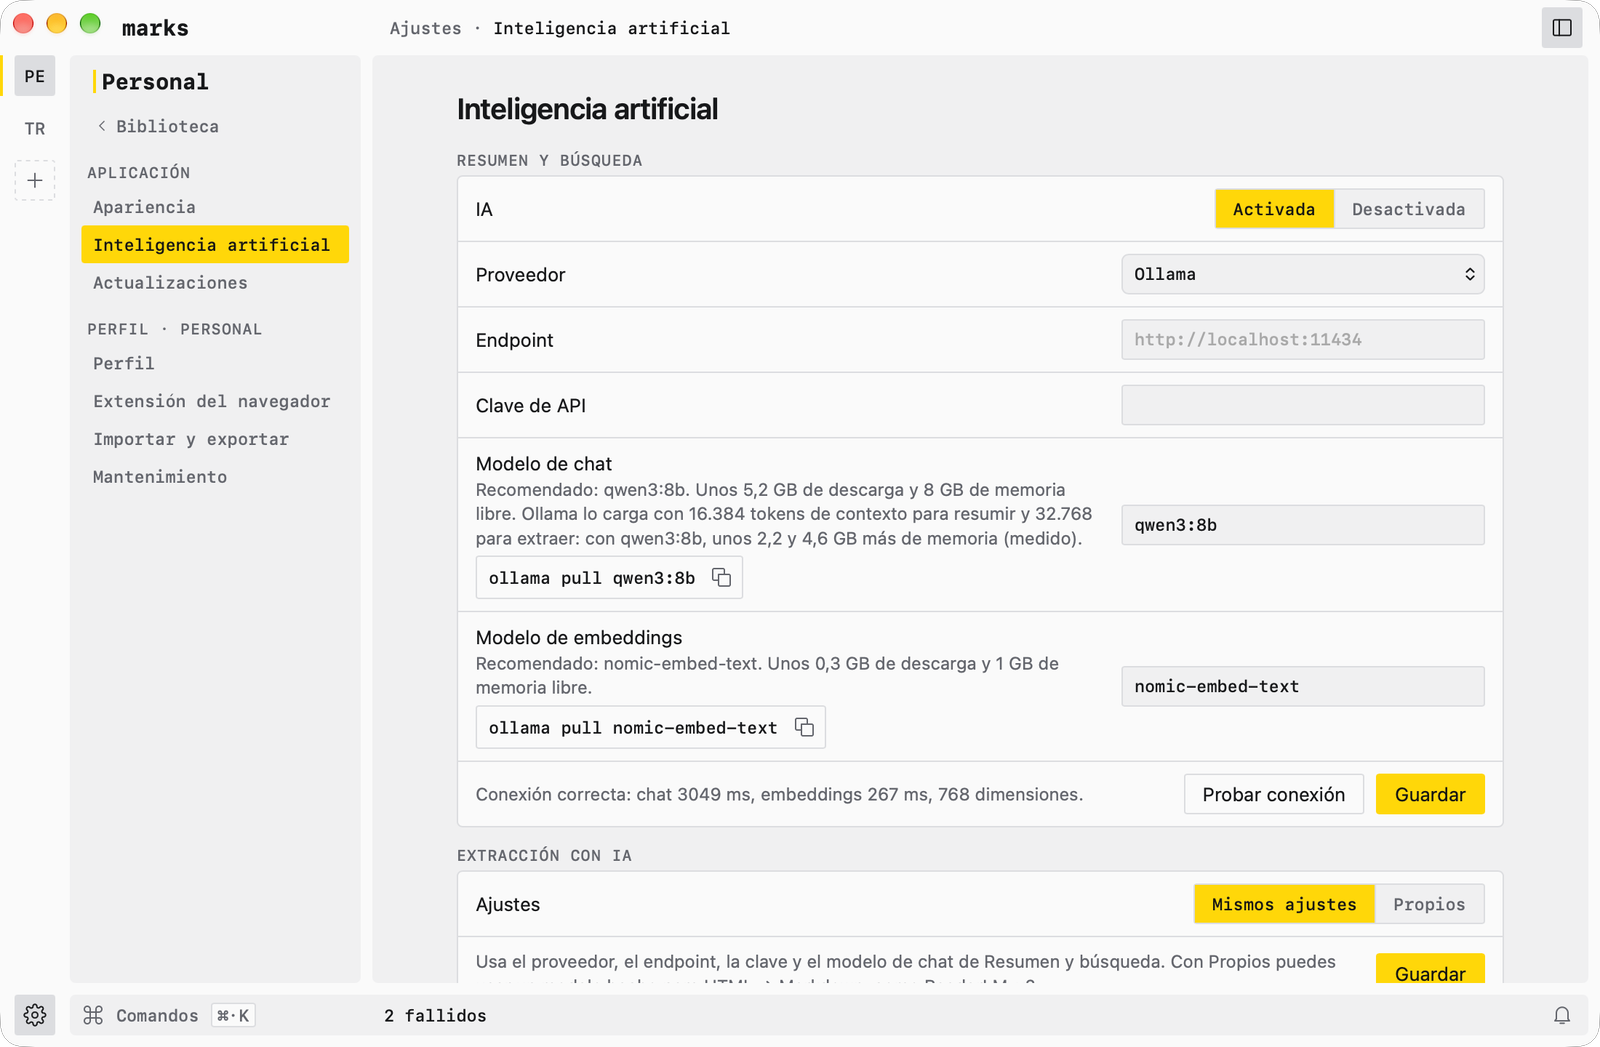 marks
Ajustes · Inteligencia artificial
PE
TR
Personal
Biblioteca
APLICACIÓN
Apariencia
Inteligencia artificial
Actualizaciones
PERFIL · PERSONAL
Perfil
Extensión del navegador
Importar y exportar
Mantenimiento
Inteligencia artificial
RESUMEN Y BÚSQUEDA
IA
Activada
Desactivada
Proveedor
Ollama
Endpoint
http://localhost:11434
Clave de API
Modelo de chat
Recomendado: qwen3:8b. Unos 5,2 GB de descarga y 8 GB de memoria
libre. Ollama lo carga con 16.384 tokens de contexto para resumir y 32.768
para extraer: con qwen3:8b, unos 2,2 y 4,6 GB más de memoria (medido).
qwen3:8b
ollama pull qwen3:8b
Modelo de embeddings
Recomendado: nomic-embed-text. Unos 0,3 GB de descarga y 1 GB de
memoria libre.
nomic-embed-text
ollama pull nomic-embed-text
Conexión correcta: chat 3049 ms, embeddings 267 ms, 768 dimensiones.
Probar conexión
Guardar
EXTRACCIÓN CON IA
Ajustes
Mismos ajustes
Propios
Usa el proveedor, el endpoint, la clave y el modelo de chat de Resumen y búsqueda. Con Propios puedes
Guardar
Comandos
⌘·K
2 fallidos